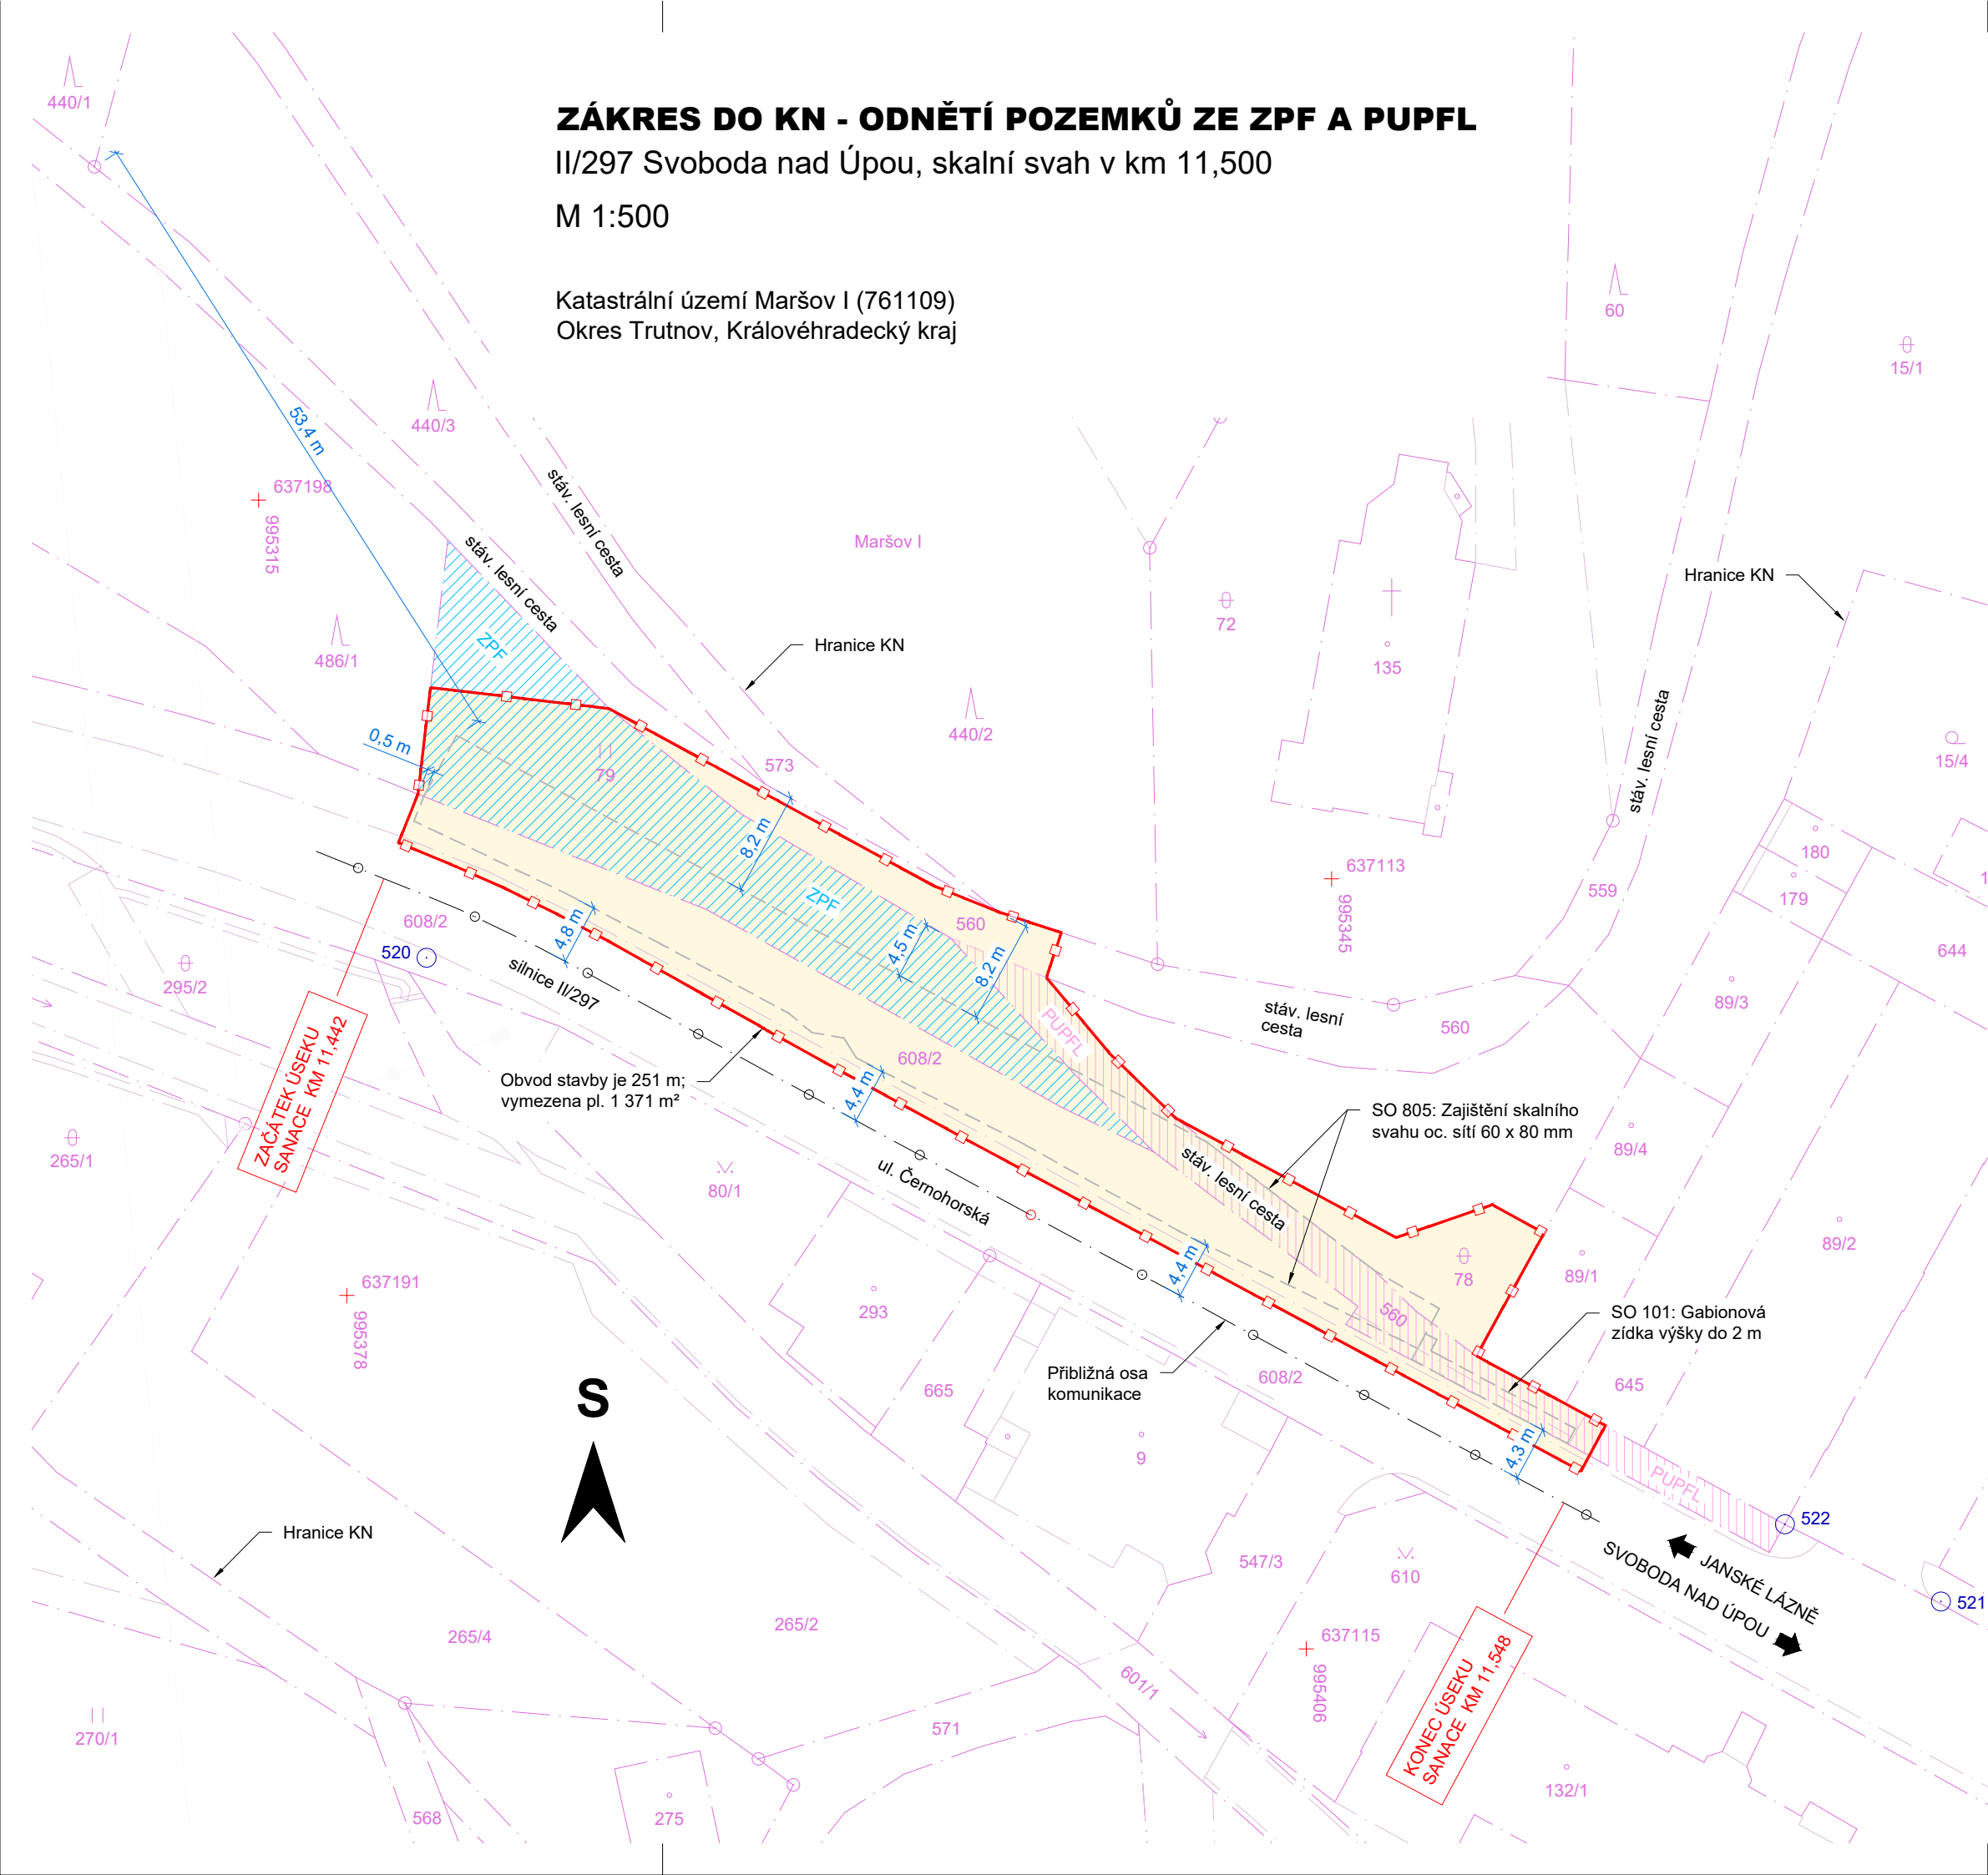 ZÁKRES DO KN - ODNĚTÍ POZEMKŮ ZE ZPF A PUPFL
II/297 Svoboda nad Úpou, skalní svah v km 11,500
M 1:500
Katastrální území Maršov I (761109)
Okres Trutnov, Královéhradecký kraj
440/1
60
15/1
53,4 m
440/3
stáv. lesní cesta
637198
995315
stáv. lesní cesta
Maršov I
Hranice KN
72
135
486/1
ZPF
Hranice KN
440/2
stáv. lesní cesta
15/4
0,5 m
79
573
8,2 m
180
179
637113
995345
559
644
ZPF
560
4,5 m
8,2 m
608/2
4,8 m
520
silnice II/297
295/2
89/3
stáv. lesní
cesta
560
PUPFL
608/2
ZAČÁTEK ÚSEKU
SANACE KM 11,442
Obvod stavby je 251 m;
vymezena pl. 1 371 m²
4,4 m
SO 805: Zajištění skalního
svahu oc. sítí 60 x 80 mm
89/4
265/1
80/1
ul. Černohorská
stáv. lesní cesta
89/2
4,4 m
78
89/1
637191
995378
293
560
SO 101: Gabionová
zídka výšky do 2 m
Přibližná osa
komunikace
608/2
645
665
S
9
4,3 m
PUPFL
522
Hranice KN
547/3
610
JANSKÉ LÁZNĚ
SVOBODA NAD ÚPOU
521
265/4
265/2
637115
995406
KONEC ÚSEKU
SANACE KM 11,548
601/1
270/1
571
568
275
132/1